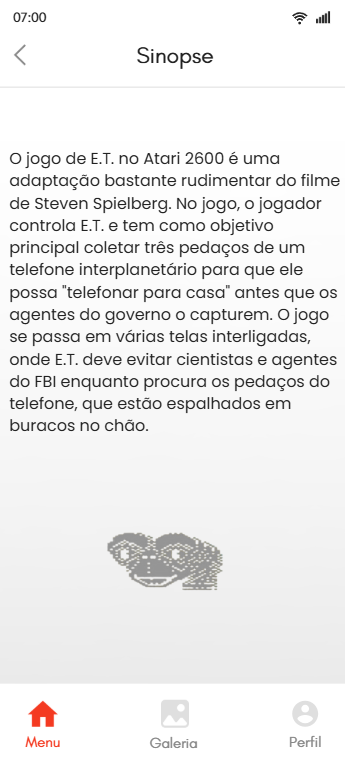 07:00
Sinopse
O jogo de E.T. no Atari 2600 é uma
adaptação bastante rudimentar do filme
de Steven Spielberg. No jogo, o jogador
controla E.T. e tem como objetivo
principal coletar três pedaços de um
telefone interplanetário para que ele
possa "telefonar para casa" antes que os
agentes do governo o capturem. O jogo
se passa em várias telas interligadas,
onde E.T. deve evitar cientistas e agentes
do FBI enquanto procura os pedaços do
telefone, que estão espalhados em
buracos no chão.
Menu
Galeria
Perfil